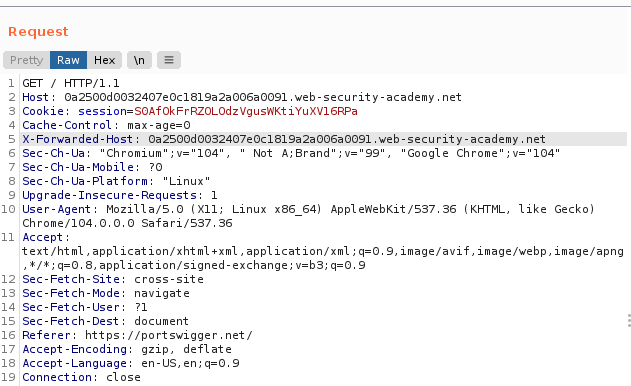 Request
Pretty Raw Hex \n
1 GET / HTTP/1.1
2 Host: 0a2500d0032407e0c1819a2a006a0091.web-security-academy.net
3 Cookie: session=S0AfOkFrRZOLOdzVgusWKtiYuXV16RPa
4 Cache-Control: max-age=0
5 X-Forwarded-Host: 0a2500d0032407e0c1819a2a006a0091.web-security-academy.net
6 Sec-Ch-Ua: "Chromium";v="104", " Not A;Brand";v="99", "Google Chrome";v="104"
7 Sec-Ch-Ua-Mobile: ?0
8 Sec-Ch-Ua-Platform: "Linux"
9 Upgrade-Insecure-Requests: 1
10 User-Agent: Mozilla/5.0 (X11; Linux x86_64) AppleWebKit/537.36 (KHTML, like Gecko)
Chrome/104.0.0.0 Safari/537.36
11 Accept:
text/html,application/xhtml+xml,application/xml;q=0.9,image/avif,image/webp,image/apng
,*/*;q=0.8,application/signed-exchange;v=b3;q=0.9
12 Sec-Fetch-Site: cross-site
13 Sec-Fetch-Mode: navigate
14 Sec-Fetch-User: ?1
15 Sec-Fetch-Dest: document
16 Referer: https://portswigger.net/
17 Accept-Encoding: gzip, deflate
18 Accept-Language: en-US,en;q=0.9
19 Connection: close